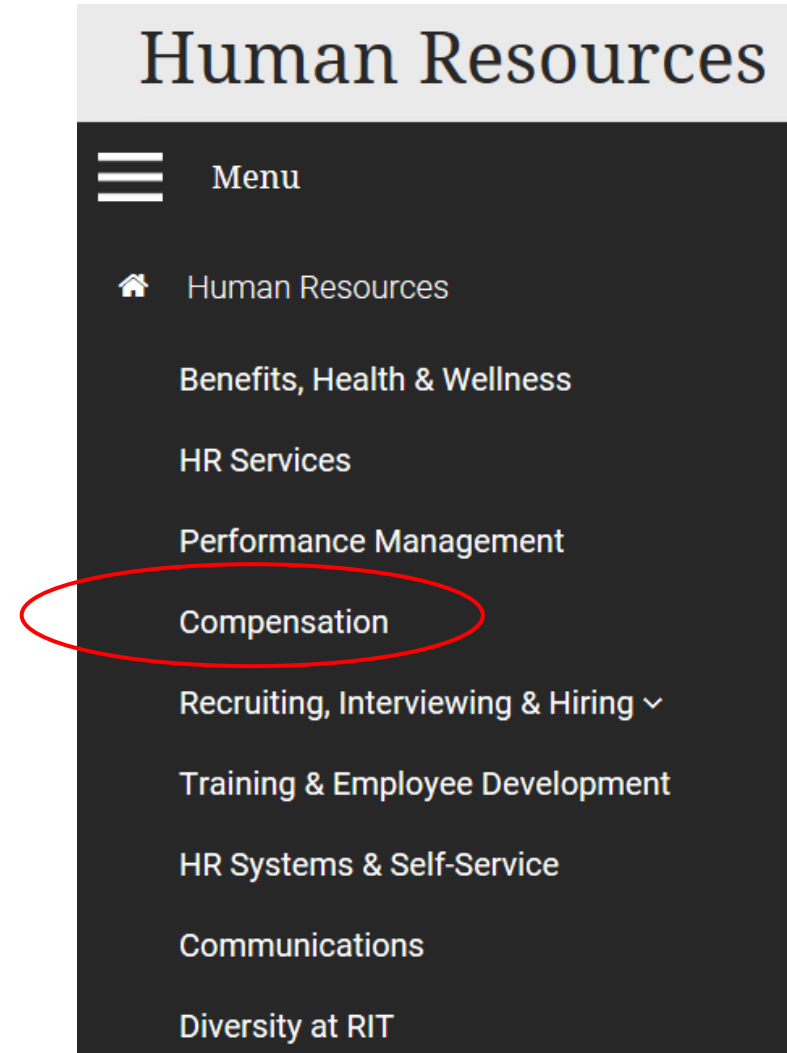 Human Resources
Menu
Human Resources
Benefits, Health & Wellness
HR Services
Performance Management
Compensation
Recruiting, Interviewing & Hiring
Training & Employee Development
HR Systems & Self-Service
Communications
Diversity at RIT